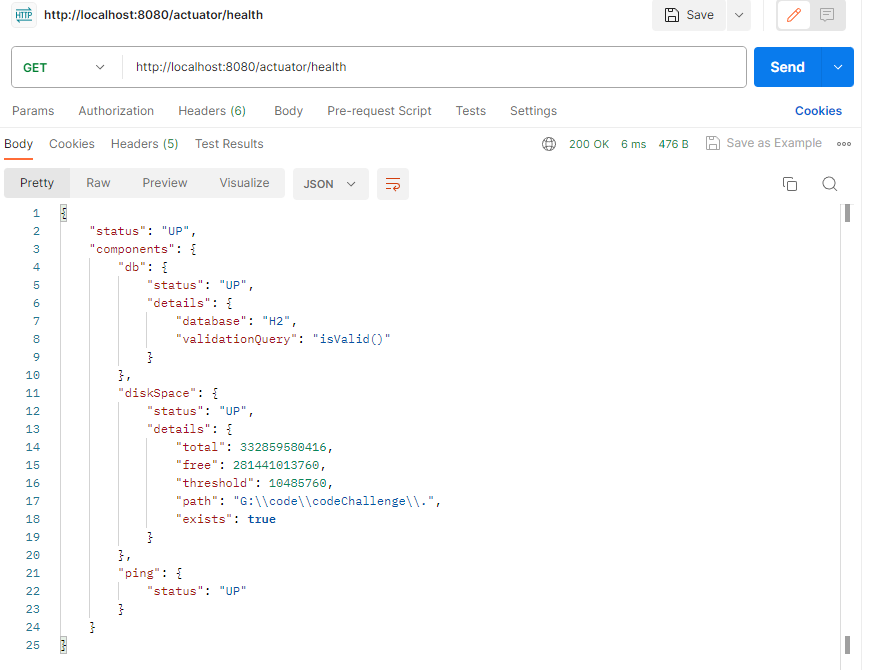 HTTP http://localhost:8080/actuator/health Save
GET http://localhost:8080/actuator/health Send
Params Authorization Headers (6) Body Pre-request Script Tests Settings Cookies
Body Cookies Headers (5) Test Results 200 OK 6 ms 476 B Save as Example
Pretty Raw Preview Visualize JSON
1 {
2 "status": "UP",
3 "components": {
4 "db": {
5 "status": "UP",
6 "details": {
7 "database": "H2",
8 "validationQuery": "isValid()"
9 }
10 },
11 "diskSpace": {
12 "status": "UP",
13 "details": {
14 "total": 332859580416,
15 "free": 281441013760,
16 "threshold": 10485760,
17 "path": "G:\\code\\codeChallenge\\.",
18 "exists": true
19 }
20 },
21 "ping": {
22 "status": "UP"
23 }
24 }
25 }